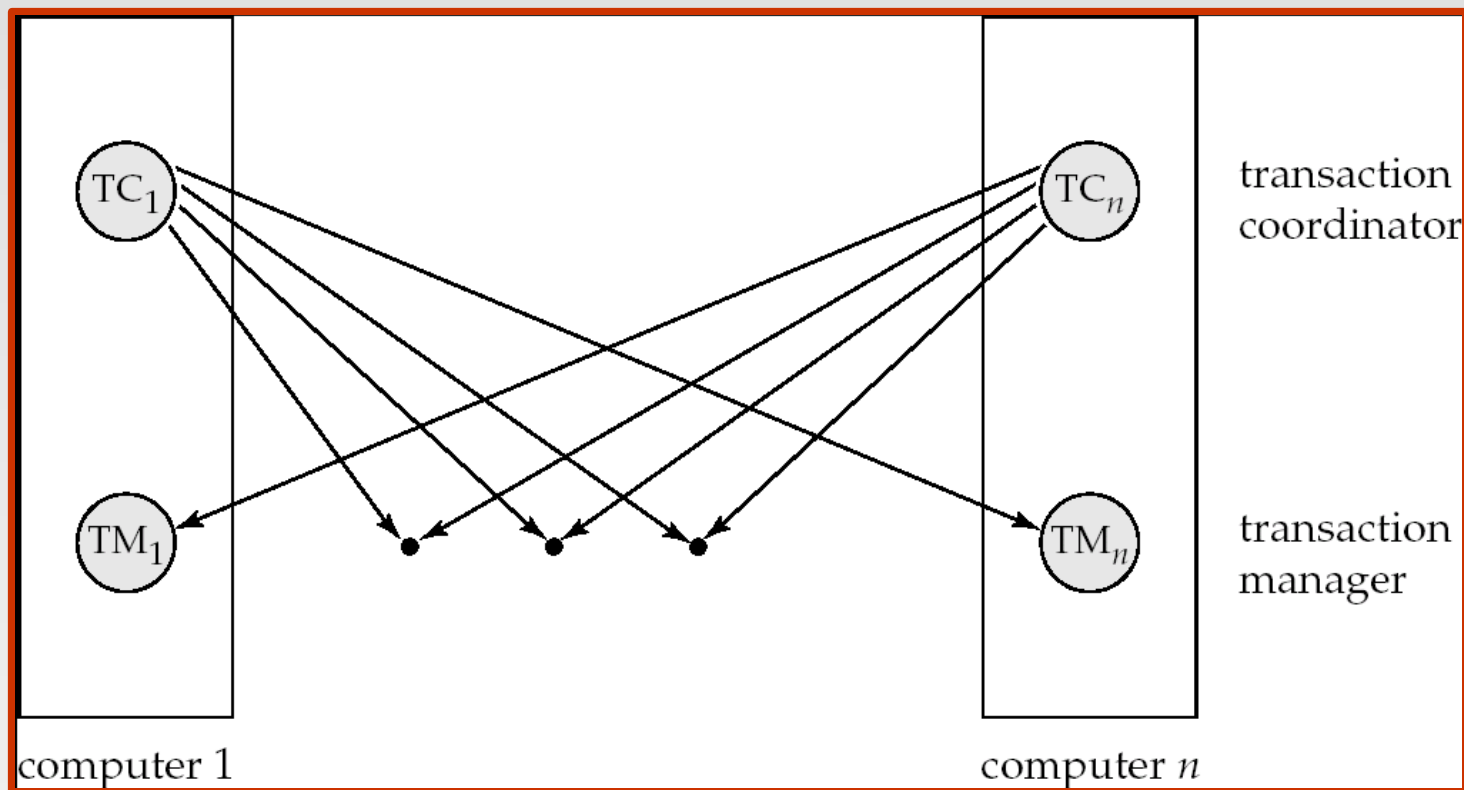 TC₁
TCₙ
transaction
coordinator
TM₁
TMₙ
transaction
manager
computer 1
computer n